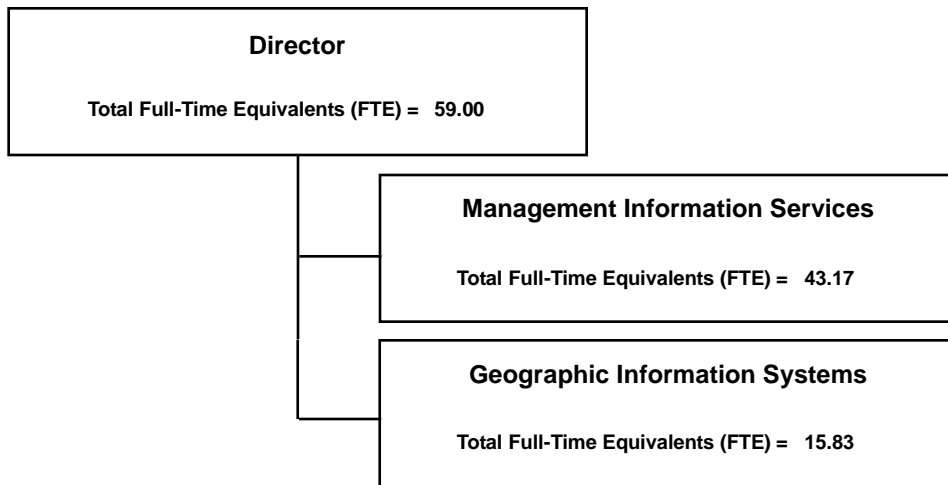 Director
Total Full-Time Equivalents (FTE) = 59.00
Management Information Services
Total Full-Time Equivalents (FTE) = 43.17
Geographic Information Systems
Total Full-Time Equivalents (FTE) = 15.83